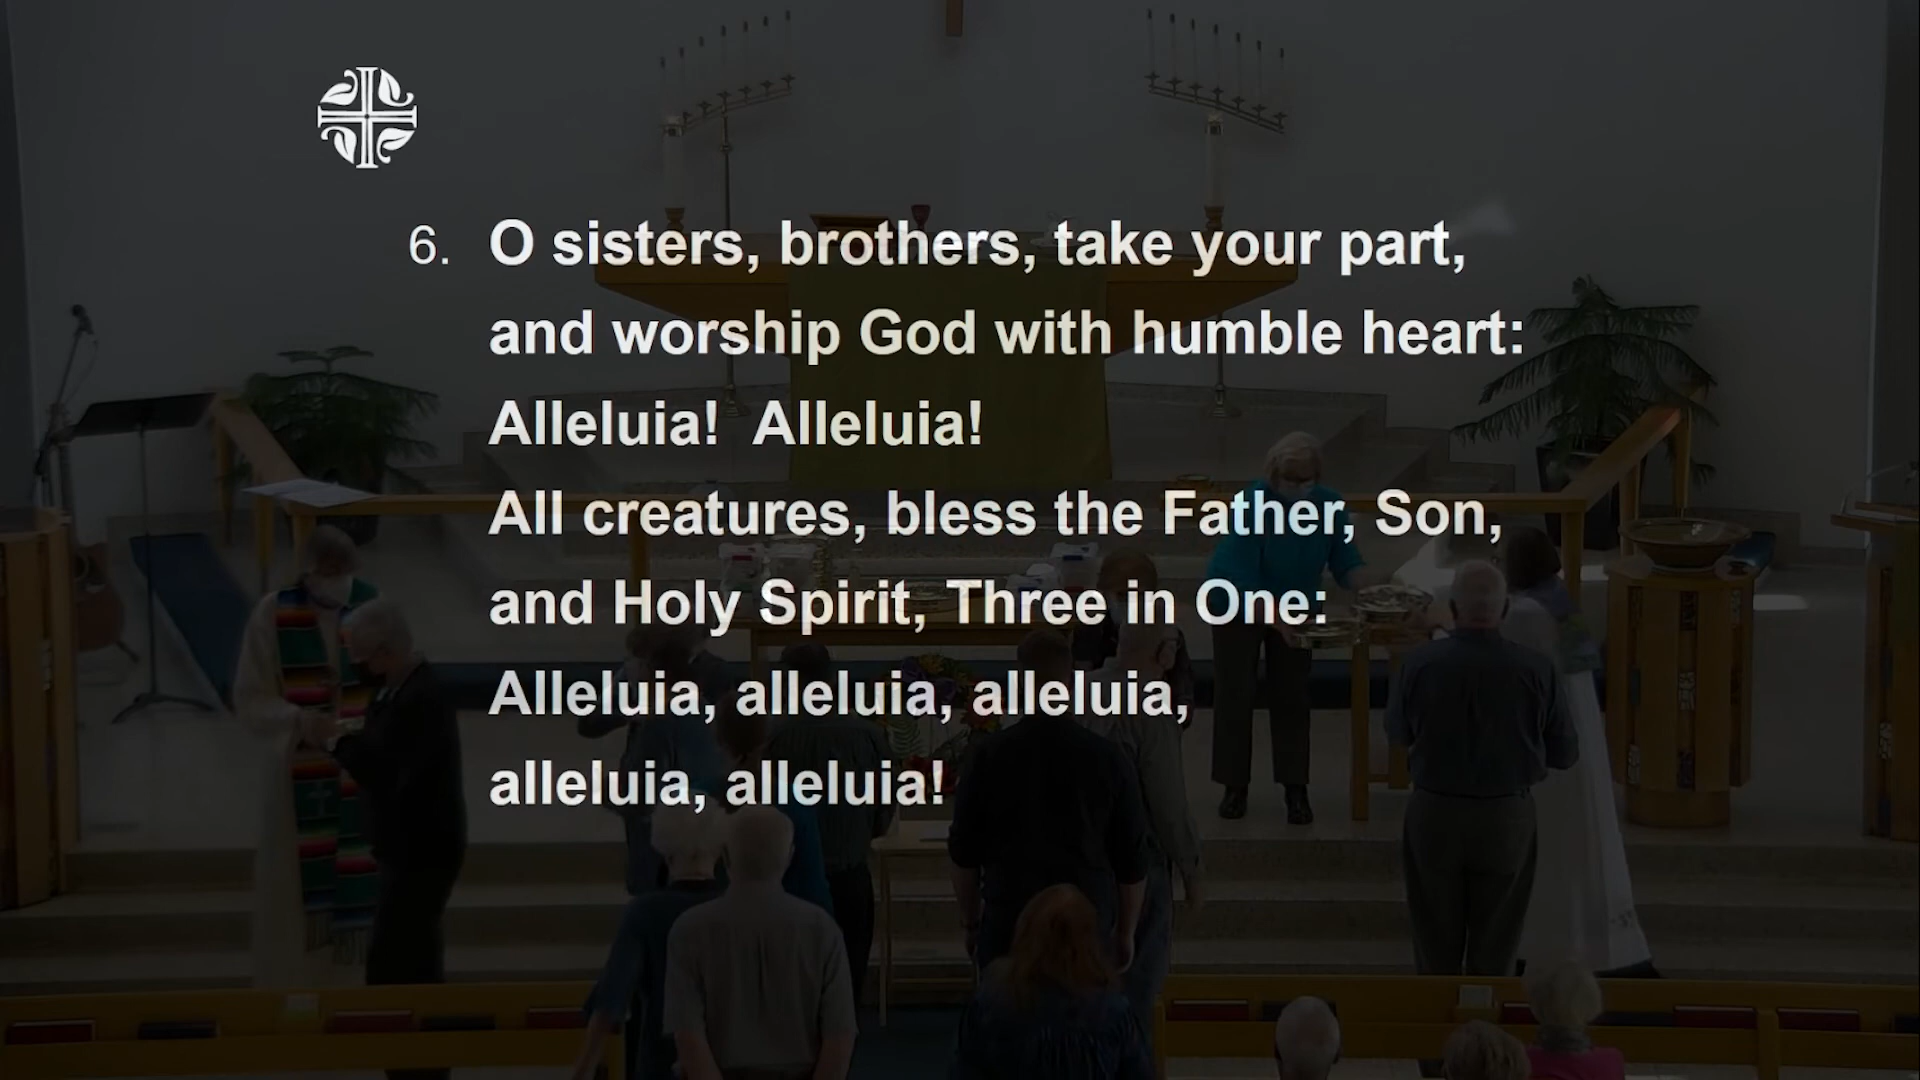 6. O sisters, brothers, take your part,
and worship God with humble heart:
Alleluia! Alleluia!
All creatures, bless the Father, Son,
and Holy Spirit, Three in One:
Alleluia, alleluia, alleluia,
alleluia, alleluia!